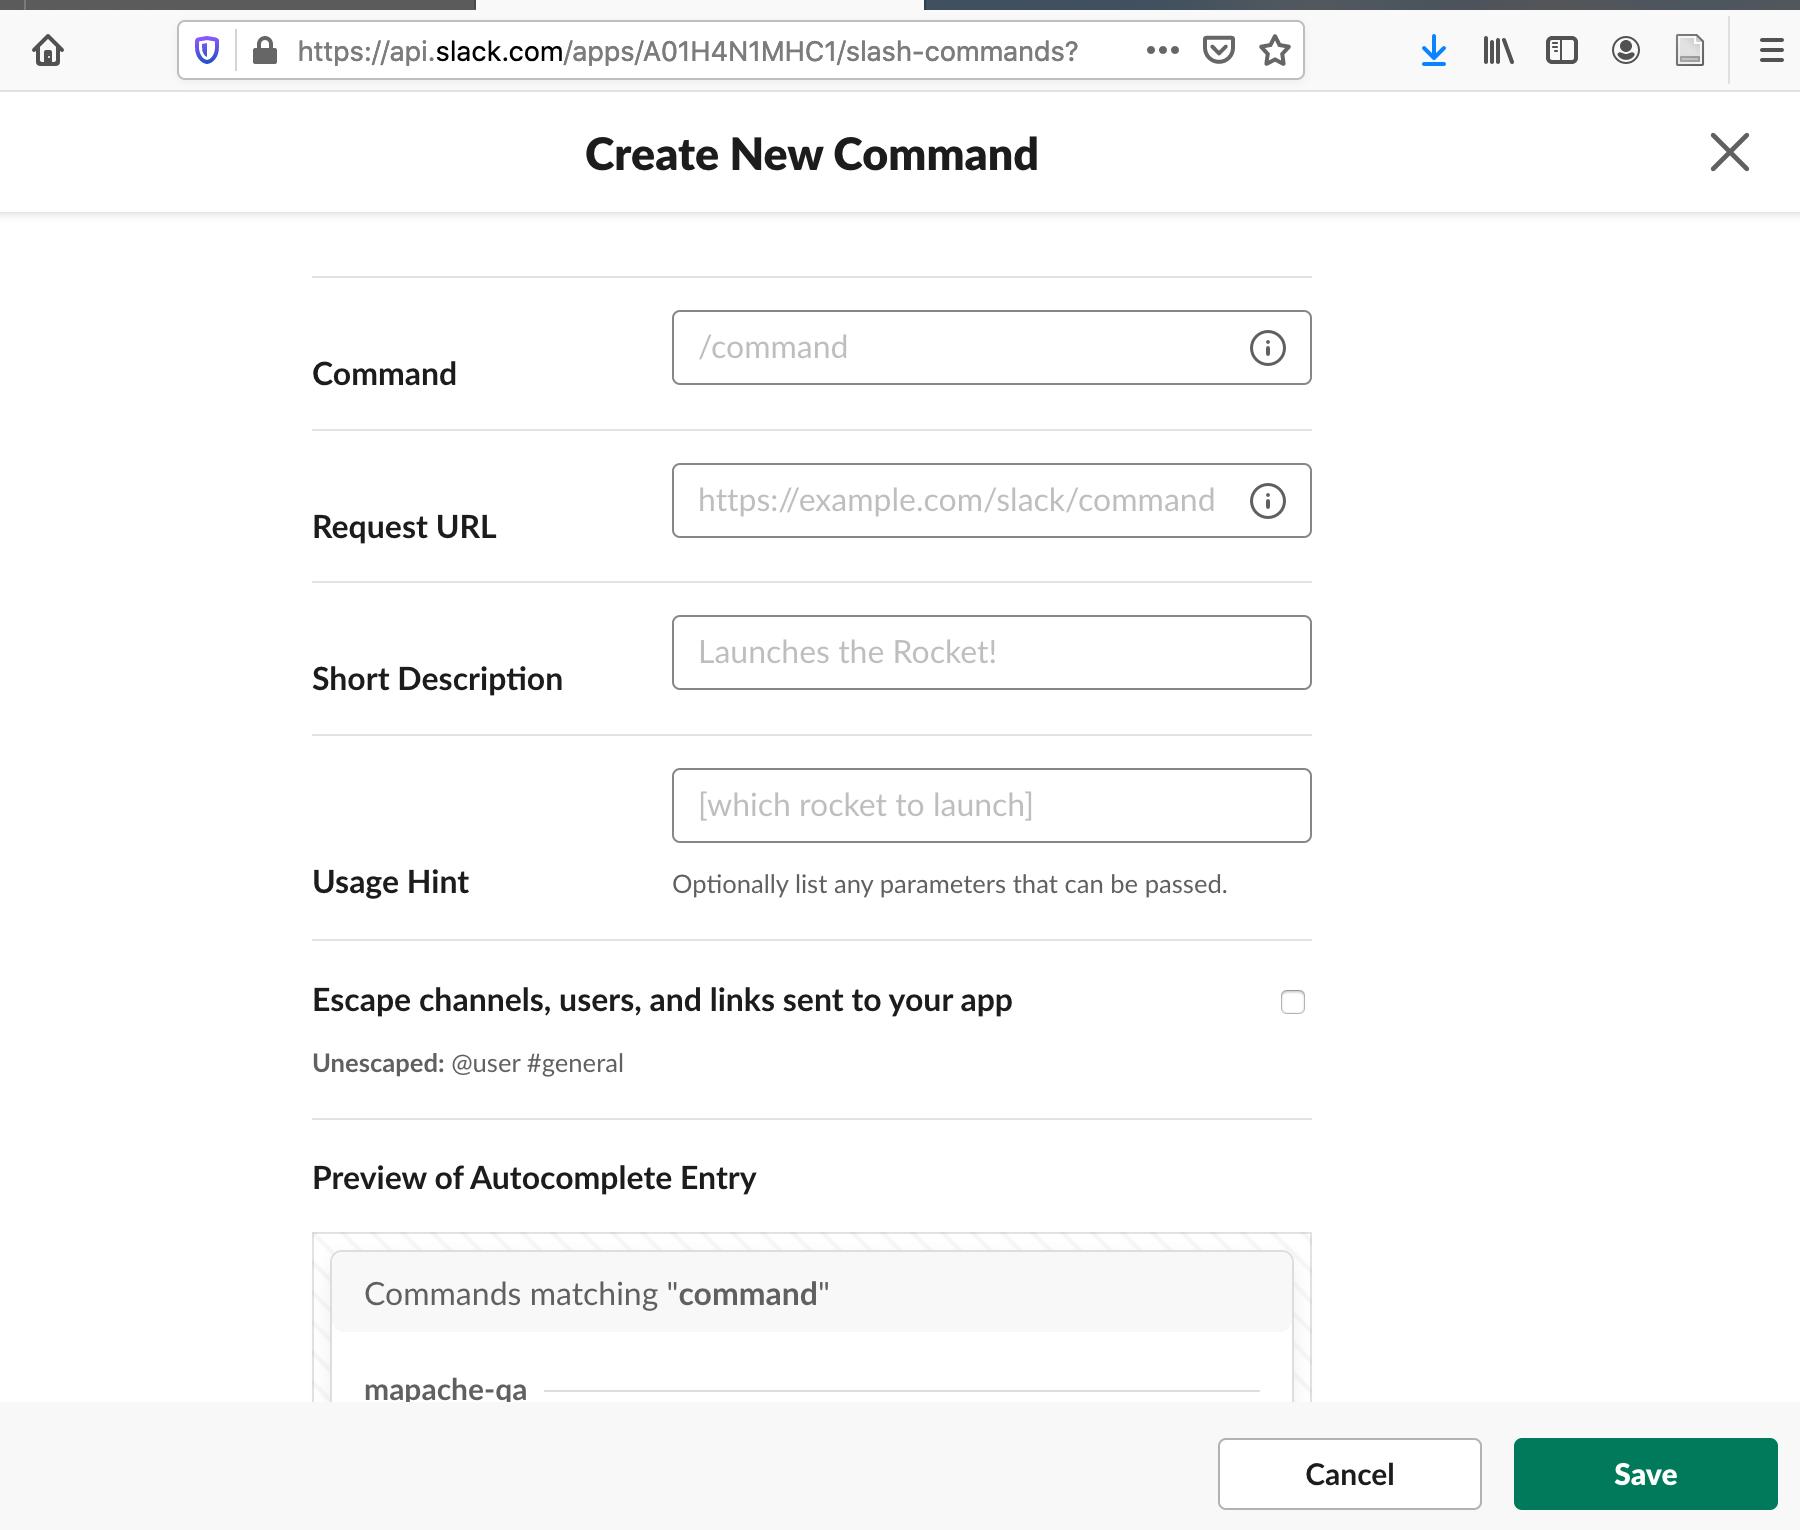 https://api.slack.com/apps/A01H4N1MHC1/slash-commands?
Create New Command
Command
/command
Request URL
https://example.com/slack/command
Short Description
Launches the Rocket!
[which rocket to launch]
Usage Hint
Optionally list any parameters that can be passed.
Escape channels, users, and links sent to your app
Unescaped: @user #general
Preview of Autocomplete Entry
Commands matching "command"
mapache-qa
Cancel
Save